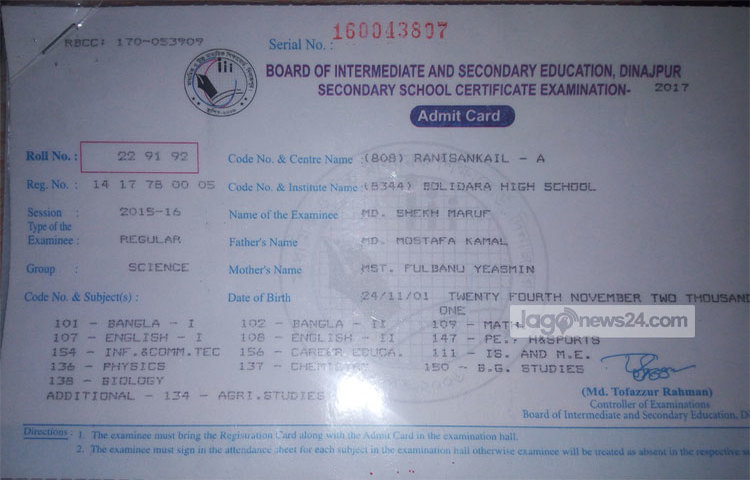 RBCC: 170-053909
Serial No. : 160043807
BOARD OF INTERMEDIATE AND SECONDARY EDUCATION, DINAJPUR
SECONDARY SCHOOL CERTIFICATE EXAMINATION- 2017
Admit Card
Roll No. : 22 91 92 Code No. & Centre Name : (808) RANISANKAIL - A
Reg. No. : 14 17 75 00 05 Code No. & Institute Name : (8344) BOLIDARA HIGH SCHOOL
Session : 2015-16 Name of the Examinee MD. SHEKH MARUF
Type of the
Examinee : REGULAR Father's Name MD. MOSTAFA KAMAL
Group : SCIENCE Mother's Name MST. FULBANU YEASMIN
Code No. & Subject(s) : Date of Birth 24/11/01 TWENTY FOURTH NOVEMBER TWO THOUSAND
ONE
101 - BANGLA - I 102 - BANGLA - II 109 - MATH
107 - ENGLISH - I 108 - ENGLISH - II 147 - PE., H&SPORTS
154 - INF.&COMM.TEC 156 - CAREER EDUCA. 111 - IS. AND M.E.
136 - PHYSICS 137 - CHEMISTRY 150 - B.G. STUDIES
138 - BIOLOGY
ADDITIONAL - 134 - AGRI.STUDIES
Jagonews24.com
(Md. Tofazzur Rahman)
Controller of Examinations
Board of Intermediate and Secondary Education, D
Directions : 1. The examinee must bring the Registration Card along with the Admit Card in the examination hall.
2. The examinee must sign in the attendance sheet for each subject in the examination hall otherwise examinee will be treated as absent in the respective